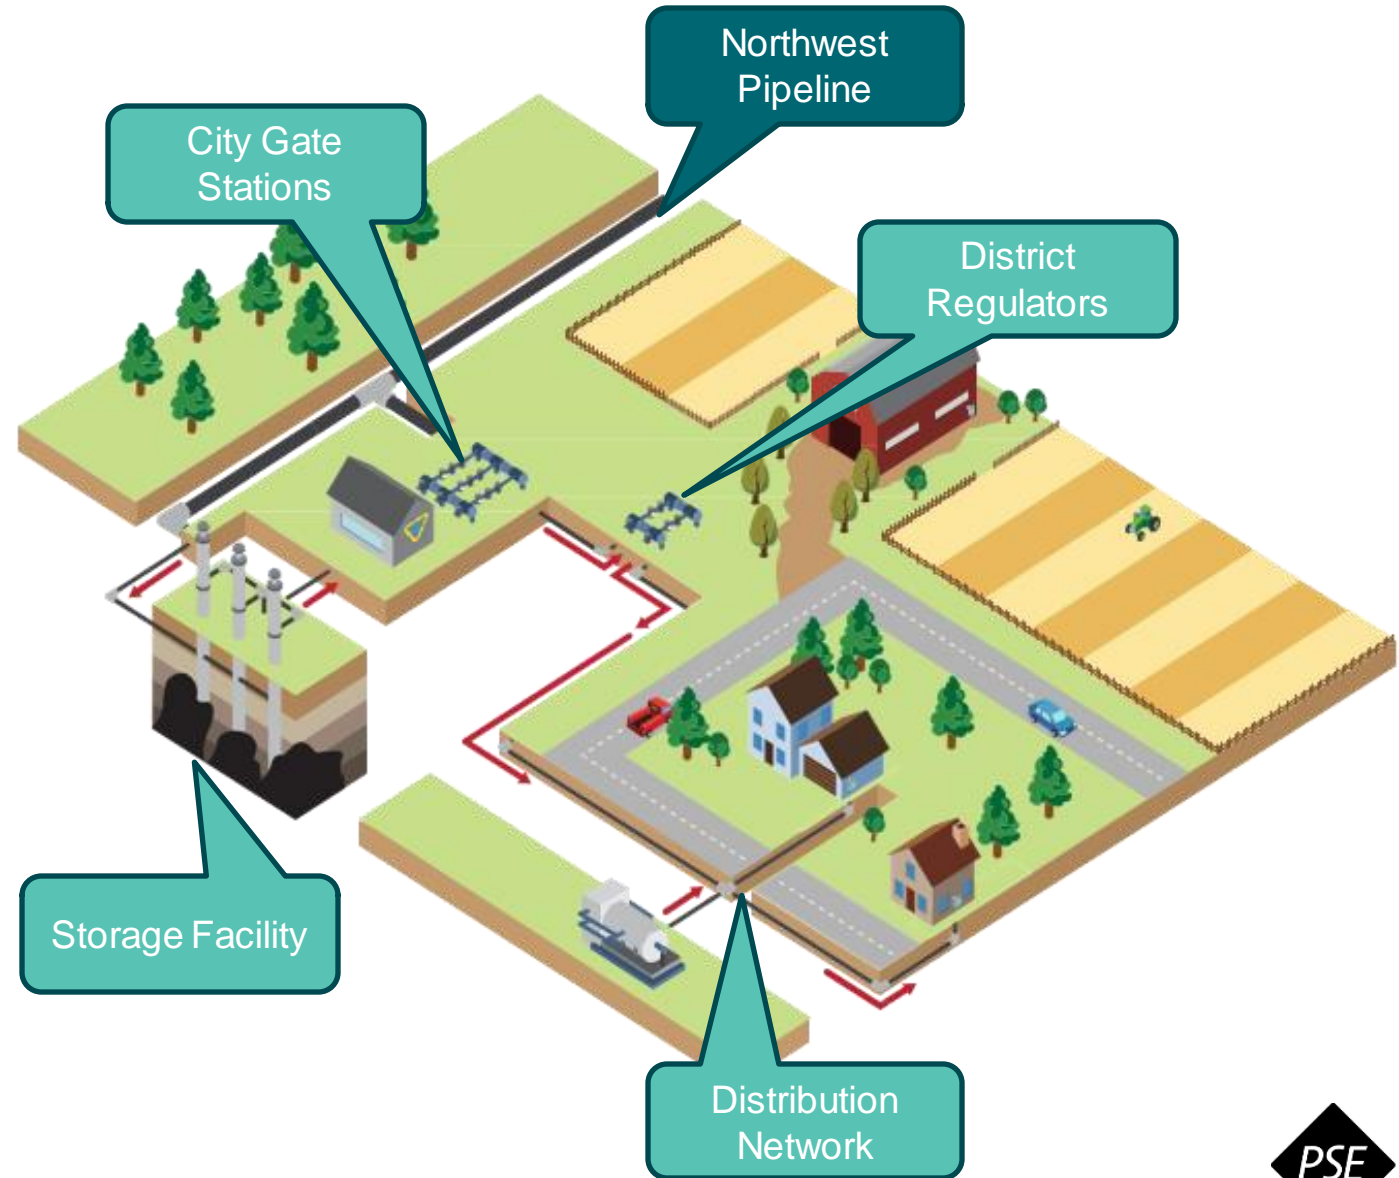 Northwest
Pipeline
City Gate
Stations
District
Regulators
Storage Facility
Distribution
Network
PSE